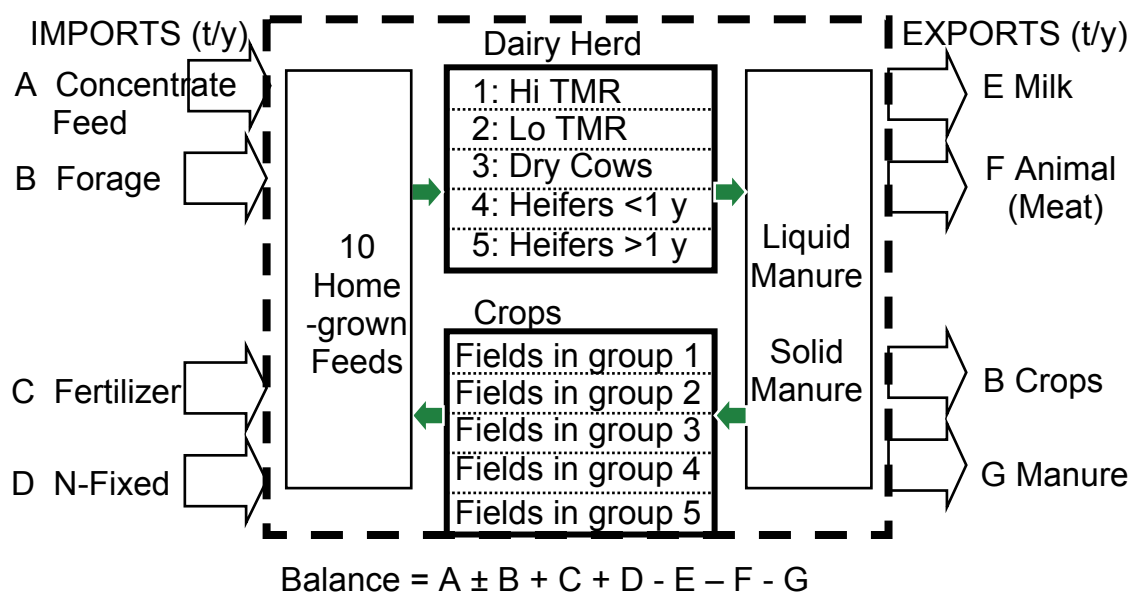 IMPORTS (t/y)
A Concentrate
Feed
B Forage
C Fertilizer
D N-Fixed
10
Home
-grown
Feeds
Dairy Herd
1: Hi TMR
2: Lo TMR
3: Dry Cows
4: Heifers <1 y
5: Heifers >1 y
Crops
Fields in group 1
Fields in group 2
Fields in group 3
Fields in group 4
Fields in group 5
Liquid
Manure
Solid
Manure
EXPORTS (t/y)
E Milk
F Animal
(Meat)
B Crops
G Manure
Balance = A ± B + C + D - E – F - G